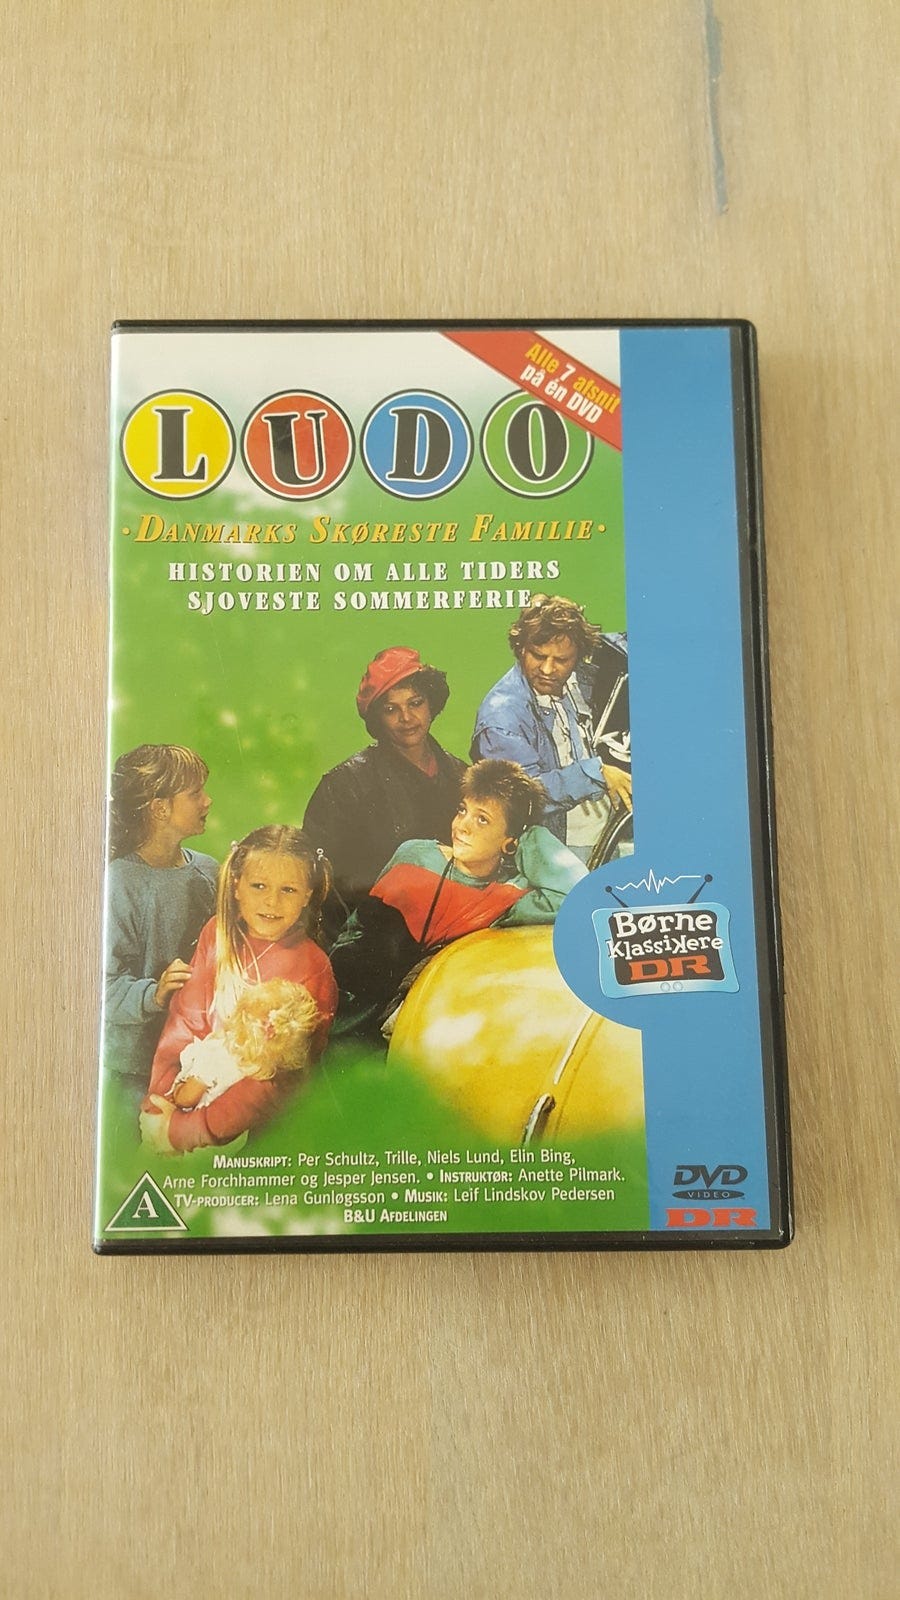 Alle 7 afsnit
på én DVD
LUDO
·DANMARKS SKØRESTE FAMILIE·
HISTORIEN OM ALLE TIDERS
SJOVESTE SOMMERFERIE.
Børne
Klassikere
DR
MANUSKRIPT: Per Schultz, Trille, Niels Lund, Elin Bing,
Arne Forchhammer og Jesper Jensen. • INSTRUKTØR: Anette Pilmark.
TV-PRODUCER: Lena Gunløgsson • MUSIK: Leif Lindskov Pedersen
B&U AFDELINGEN
A
DVD
VIDEO
DR